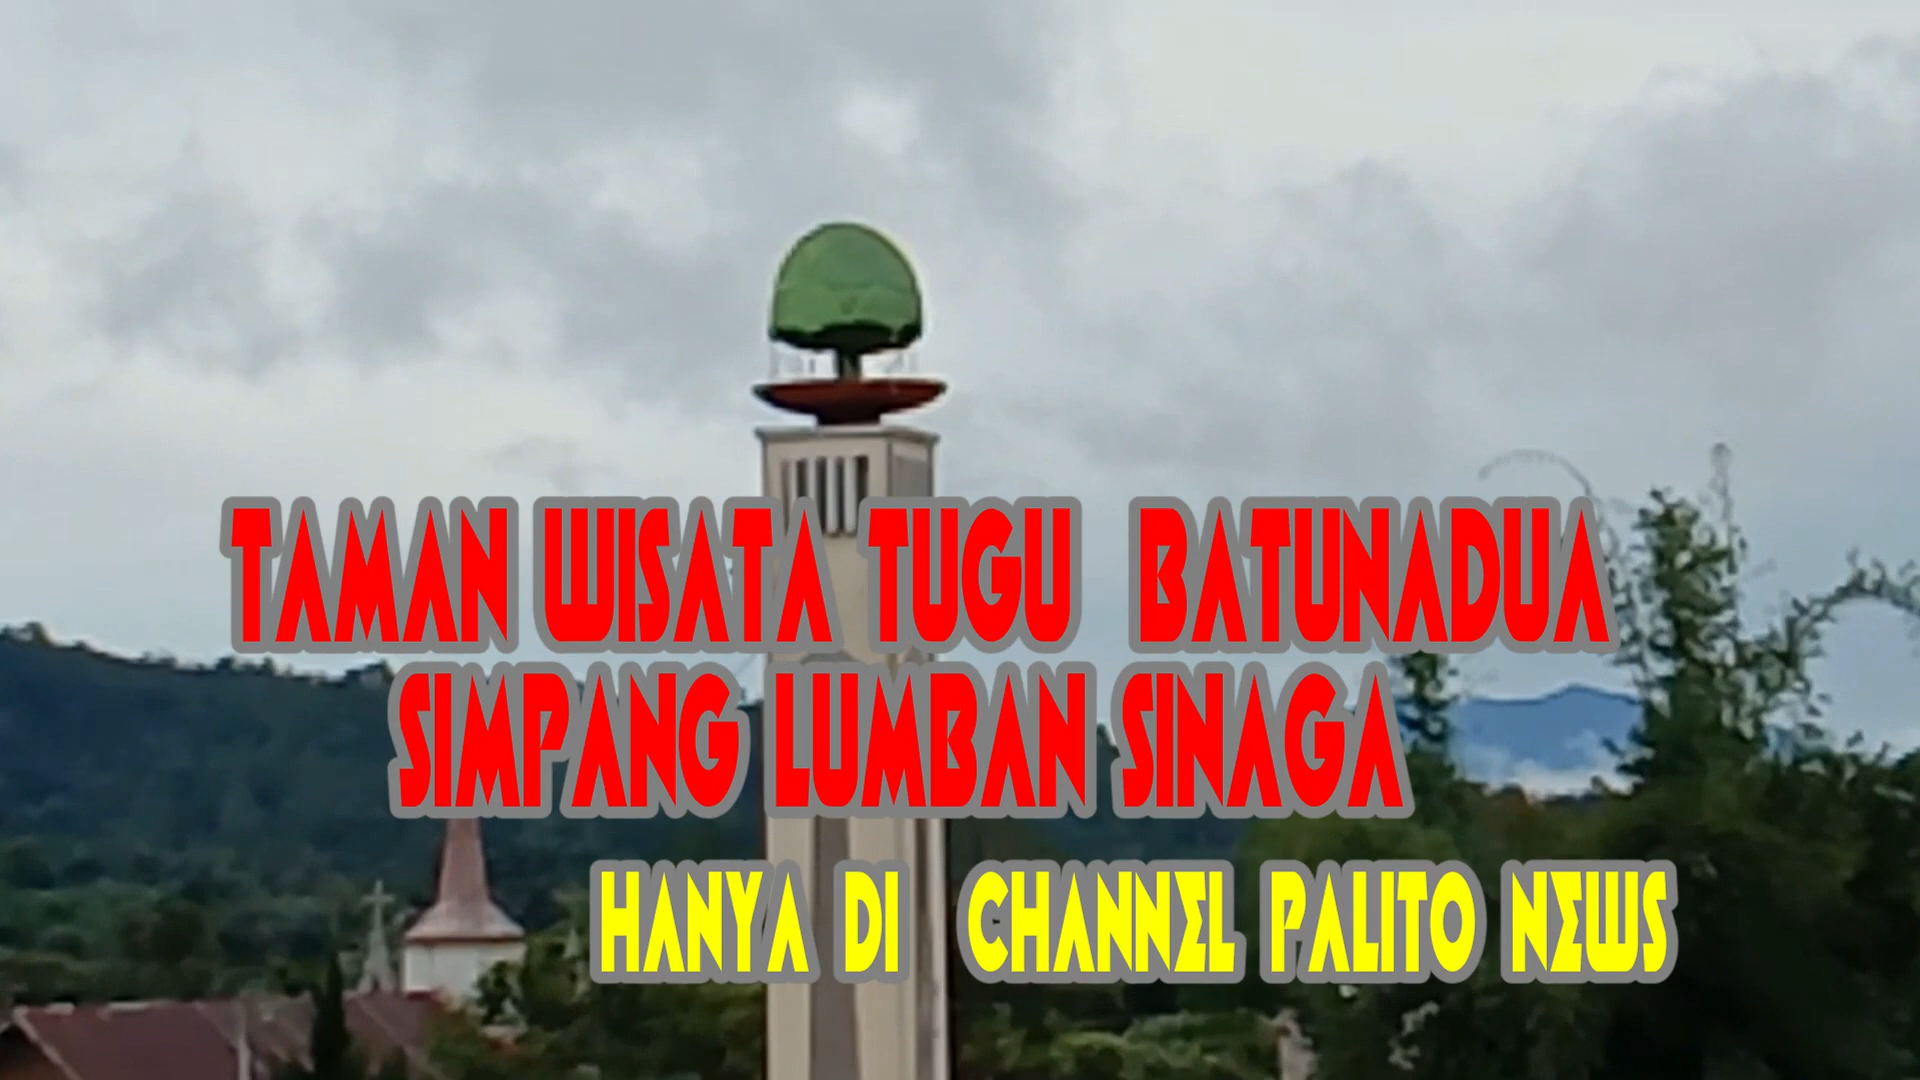 TAMAN WISATA TUGU BATUNADUA
SIMPANG LUMBAN SINAGA
HANYA DI CHANNEL PALITO NEWS